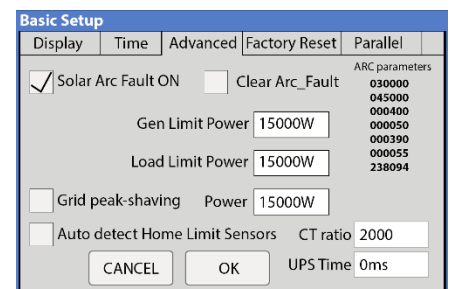 Basic Setup
Display Time Advanced Factory Reset Parallel
ARC parameters
Solar Arc Fault ON Clear Arc_Fault
030000
045000
000400
000050
000390
000055
238094
Gen Limit Power 15000W
Load Limit Power 15000W
Grid peak-shaving Power 15000W
Auto detect Home Limit Sensors CT ratio 2000
CANCEL OK UPS Time 0ms